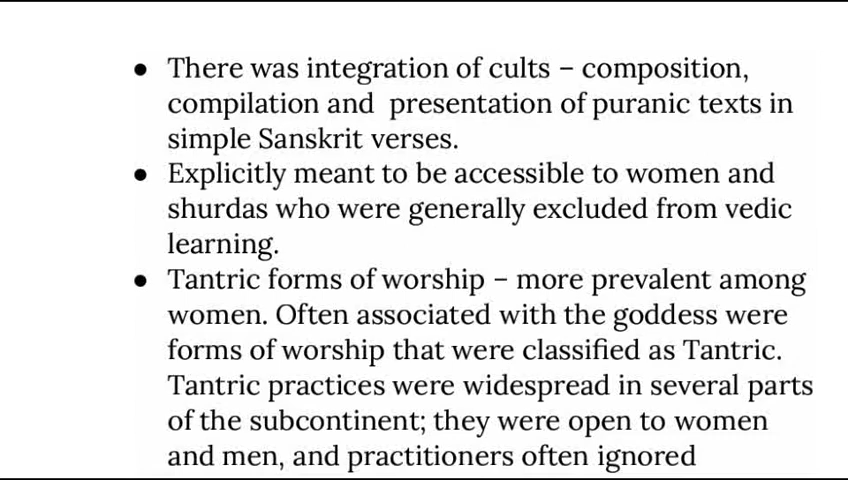 ● There was integration of cults – composition,
compilation and presentation of puranic texts in
simple Sanskrit verses.
● Explicitly meant to be accessible to women and
shurdas who were generally excluded from vedic
learning.
● Tantric forms of worship – more prevalent among
women. Often associated with the goddess were
forms of worship that were classified as Tantric.
Tantric practices were widespread in several parts
of the subcontinent; they were open to women
and men, and practitioners often ignored